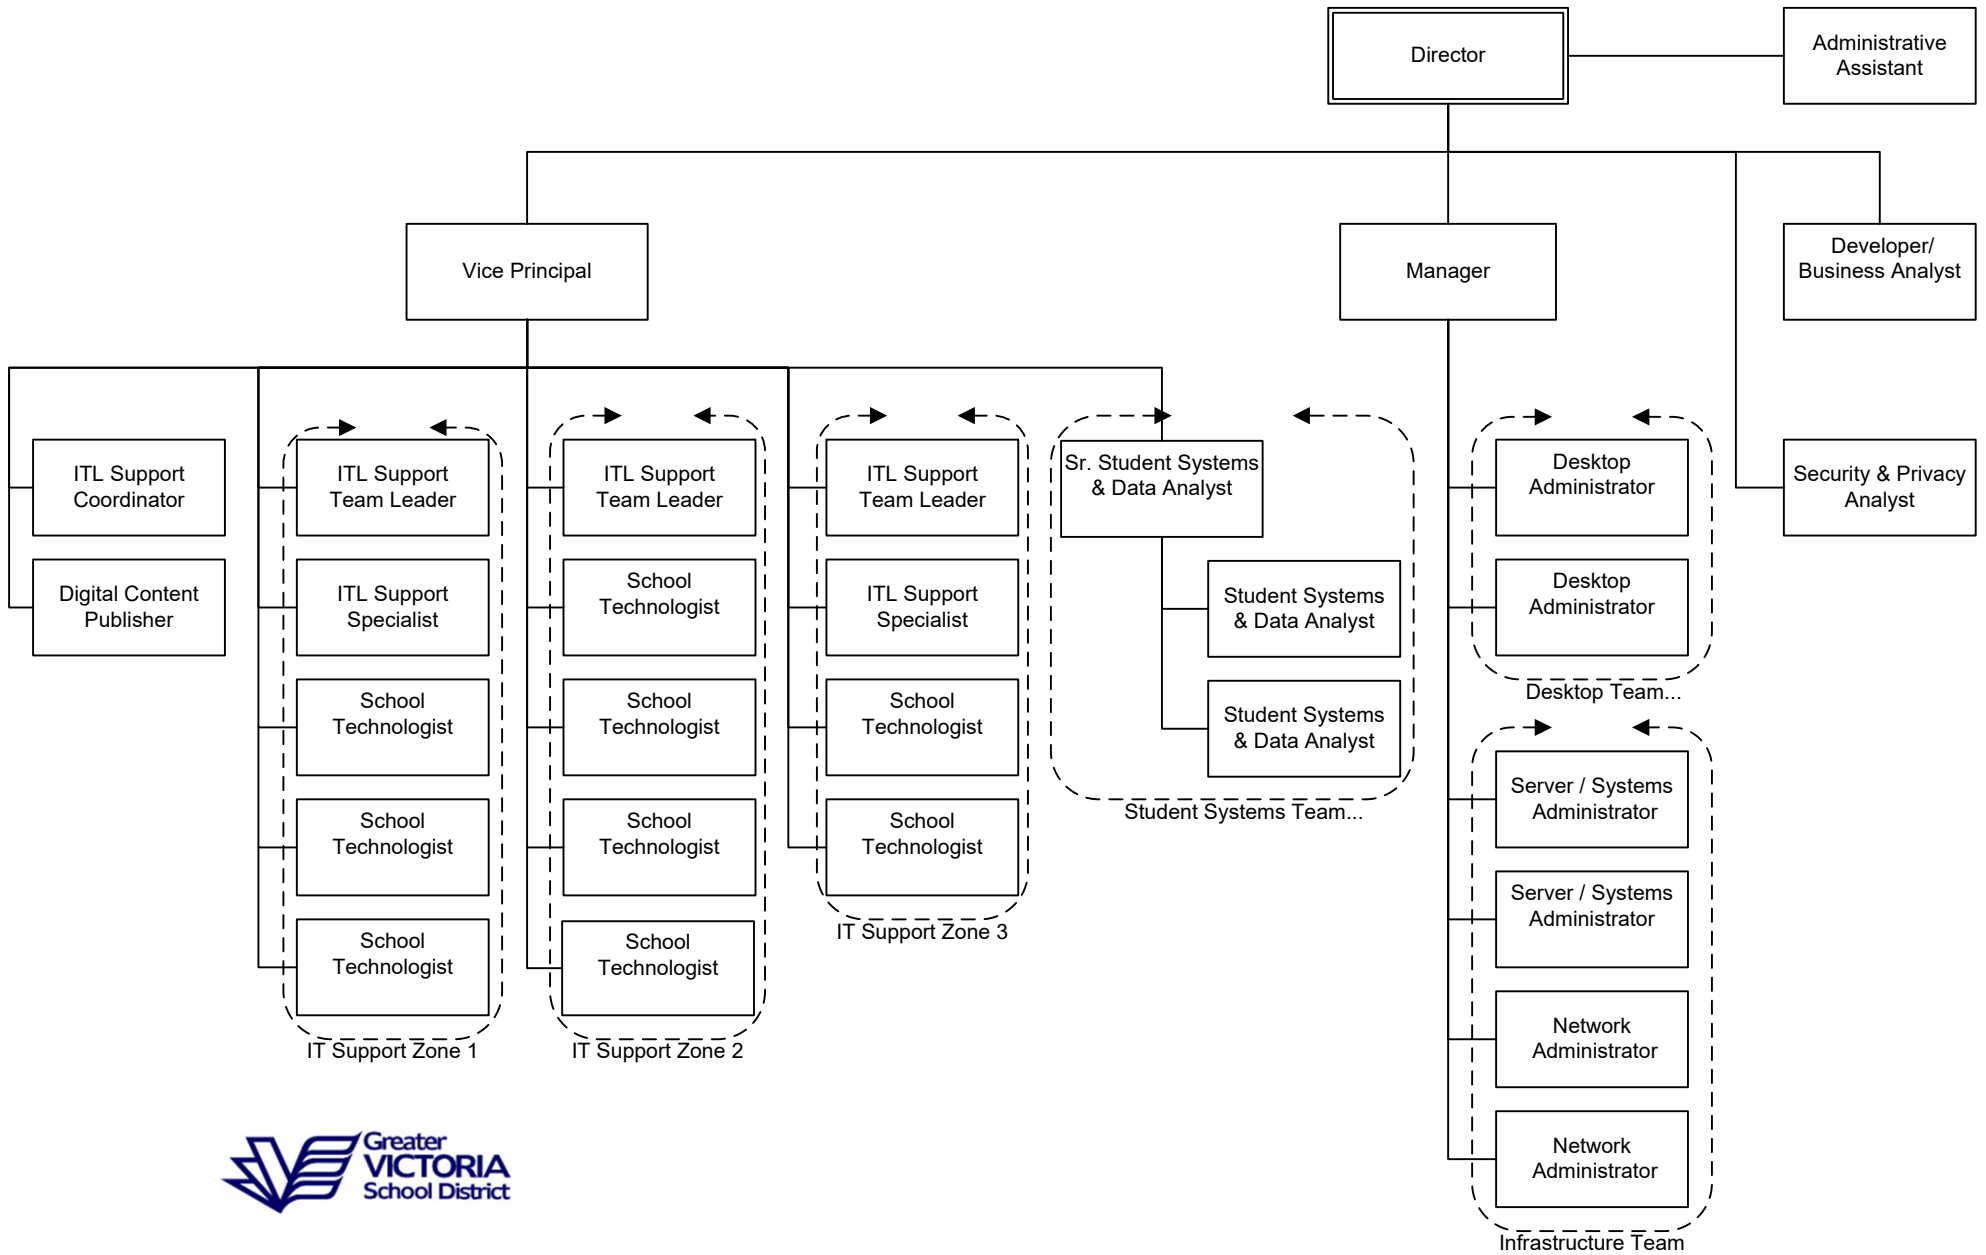 Director
Administrative
Assistant
Vice Principal
Manager
Developer/
Business Analyst
ITL Support
Coordinator
Digital Content
Publisher
ITL Support
Team Leader
ITL Support
Specialist
School
Technologist
School
Technologist
School
Technologist
IT Support Zone 1
ITL Support
Team Leader
School
Technologist
School
Technologist
School
Technologist
School
Technologist
IT Support Zone 2
ITL Support
Team Leader
ITL Support
Specialist
School
Technologist
School
Technologist
IT Support Zone 3
Sr. Student Systems
& Data Analyst
Student Systems
& Data Analyst
Student Systems
& Data Analyst
Student Systems Team...
Desktop
Administrator
Desktop
Administrator
Desktop Team...
Server / Systems
Administrator
Server / Systems
Administrator
Network
Administrator
Network
Administrator
Infrastructure Team
Security & Privacy
Analyst
Greater
VICTORIA
School District